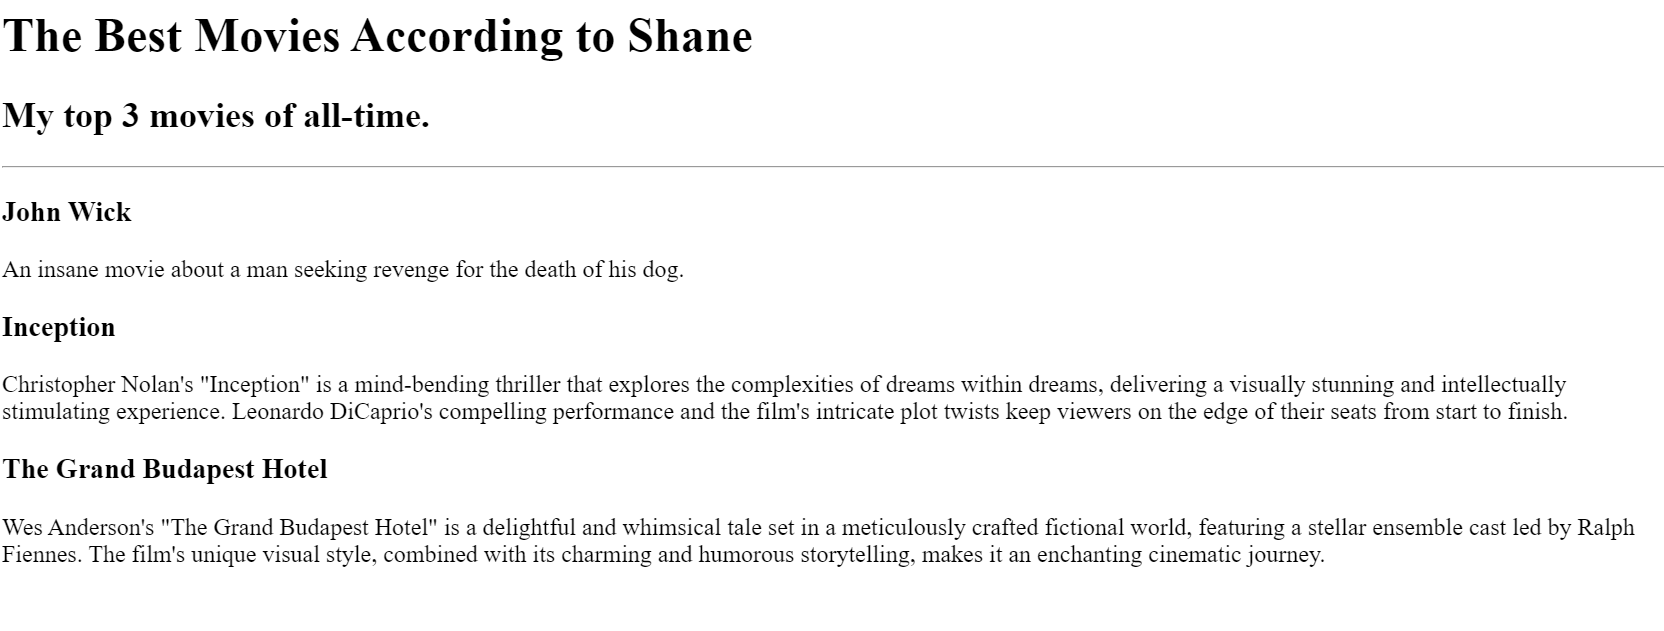 The Best Movies According to Shane
My top 3 movies of all-time.
John Wick
An insane movie about a man seeking revenge for the death of his dog.
Inception
Christopher Nolan's "Inception" is a mind-bending thriller that explores the complexities of dreams within dreams, delivering a visually stunning and intellectually
stimulating experience. Leonardo DiCaprio's compelling performance and the film's intricate plot twists keep viewers on the edge of their seats from start to finish.
The Grand Budapest Hotel
Wes Anderson's "The Grand Budapest Hotel" is a delightful and whimsical tale set in a meticulously crafted fictional world, featuring a stellar ensemble cast led by Ralph
Fiennes. The film's unique visual style, combined with its charming and humorous storytelling, makes it an enchanting cinematic journey.